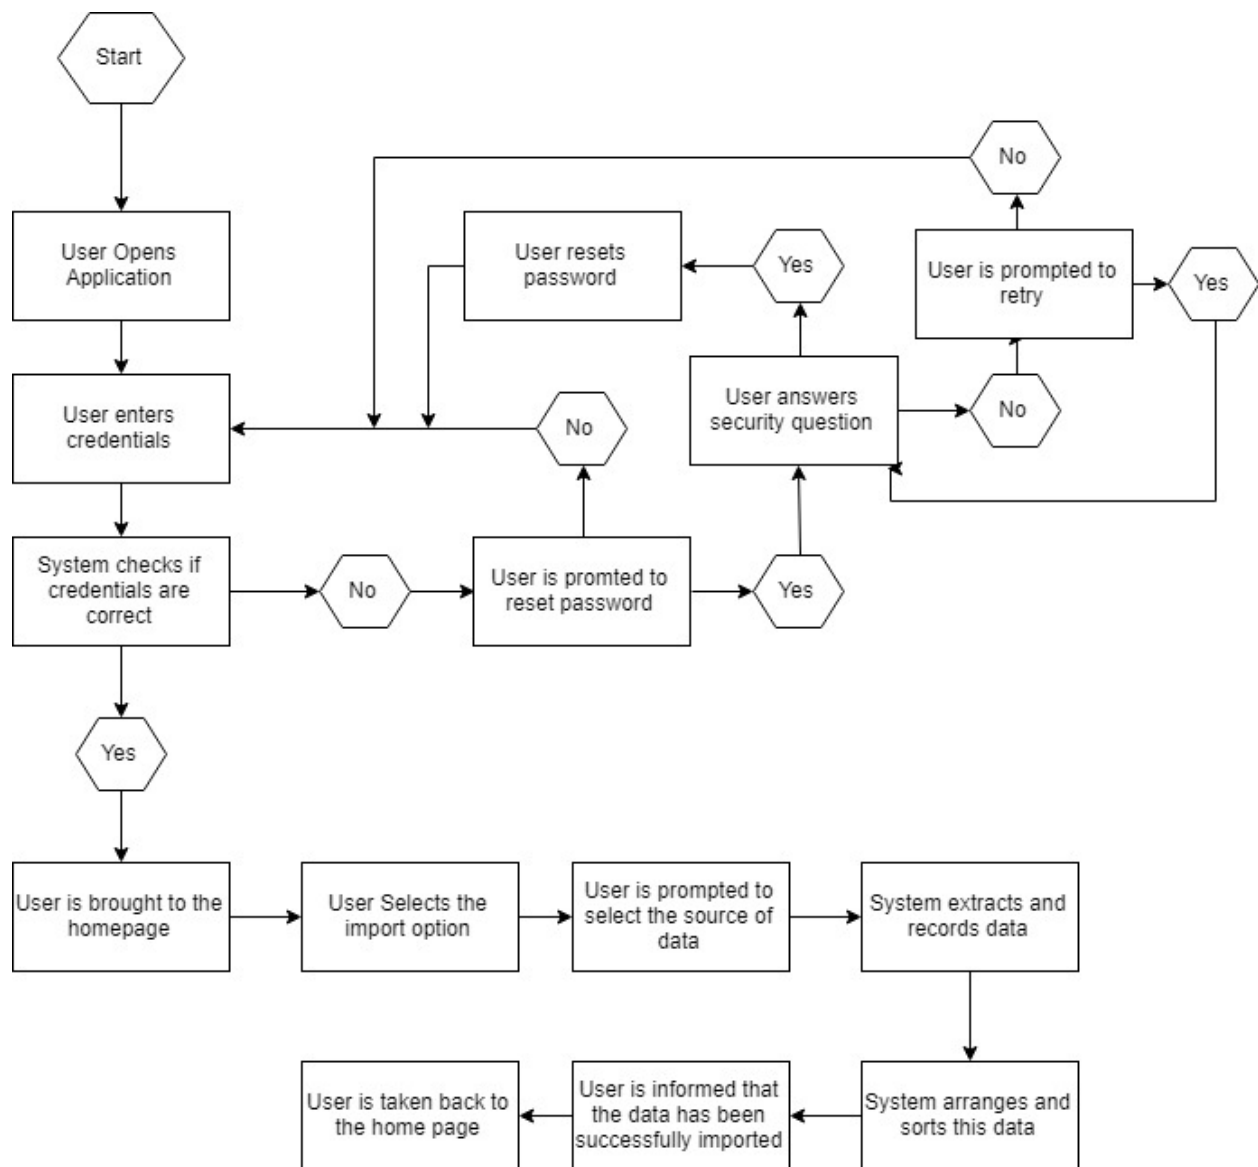 Start
No
User Opens
Application
User resets
password
Yes
User is prompted to
retry
Yes
User enters
credentials
No
User answers
security question
No
System checks if
credentials are
correct
No
User is promted to
reset password
Yes
Yes
User is brought to the
homepage
User Selects the
import option
User is prompted to
select the source of
data
System extracts and
records data
User is taken back to
the home page
User is informed that
the data has been
successfully imported
System arranges and
sorts this data